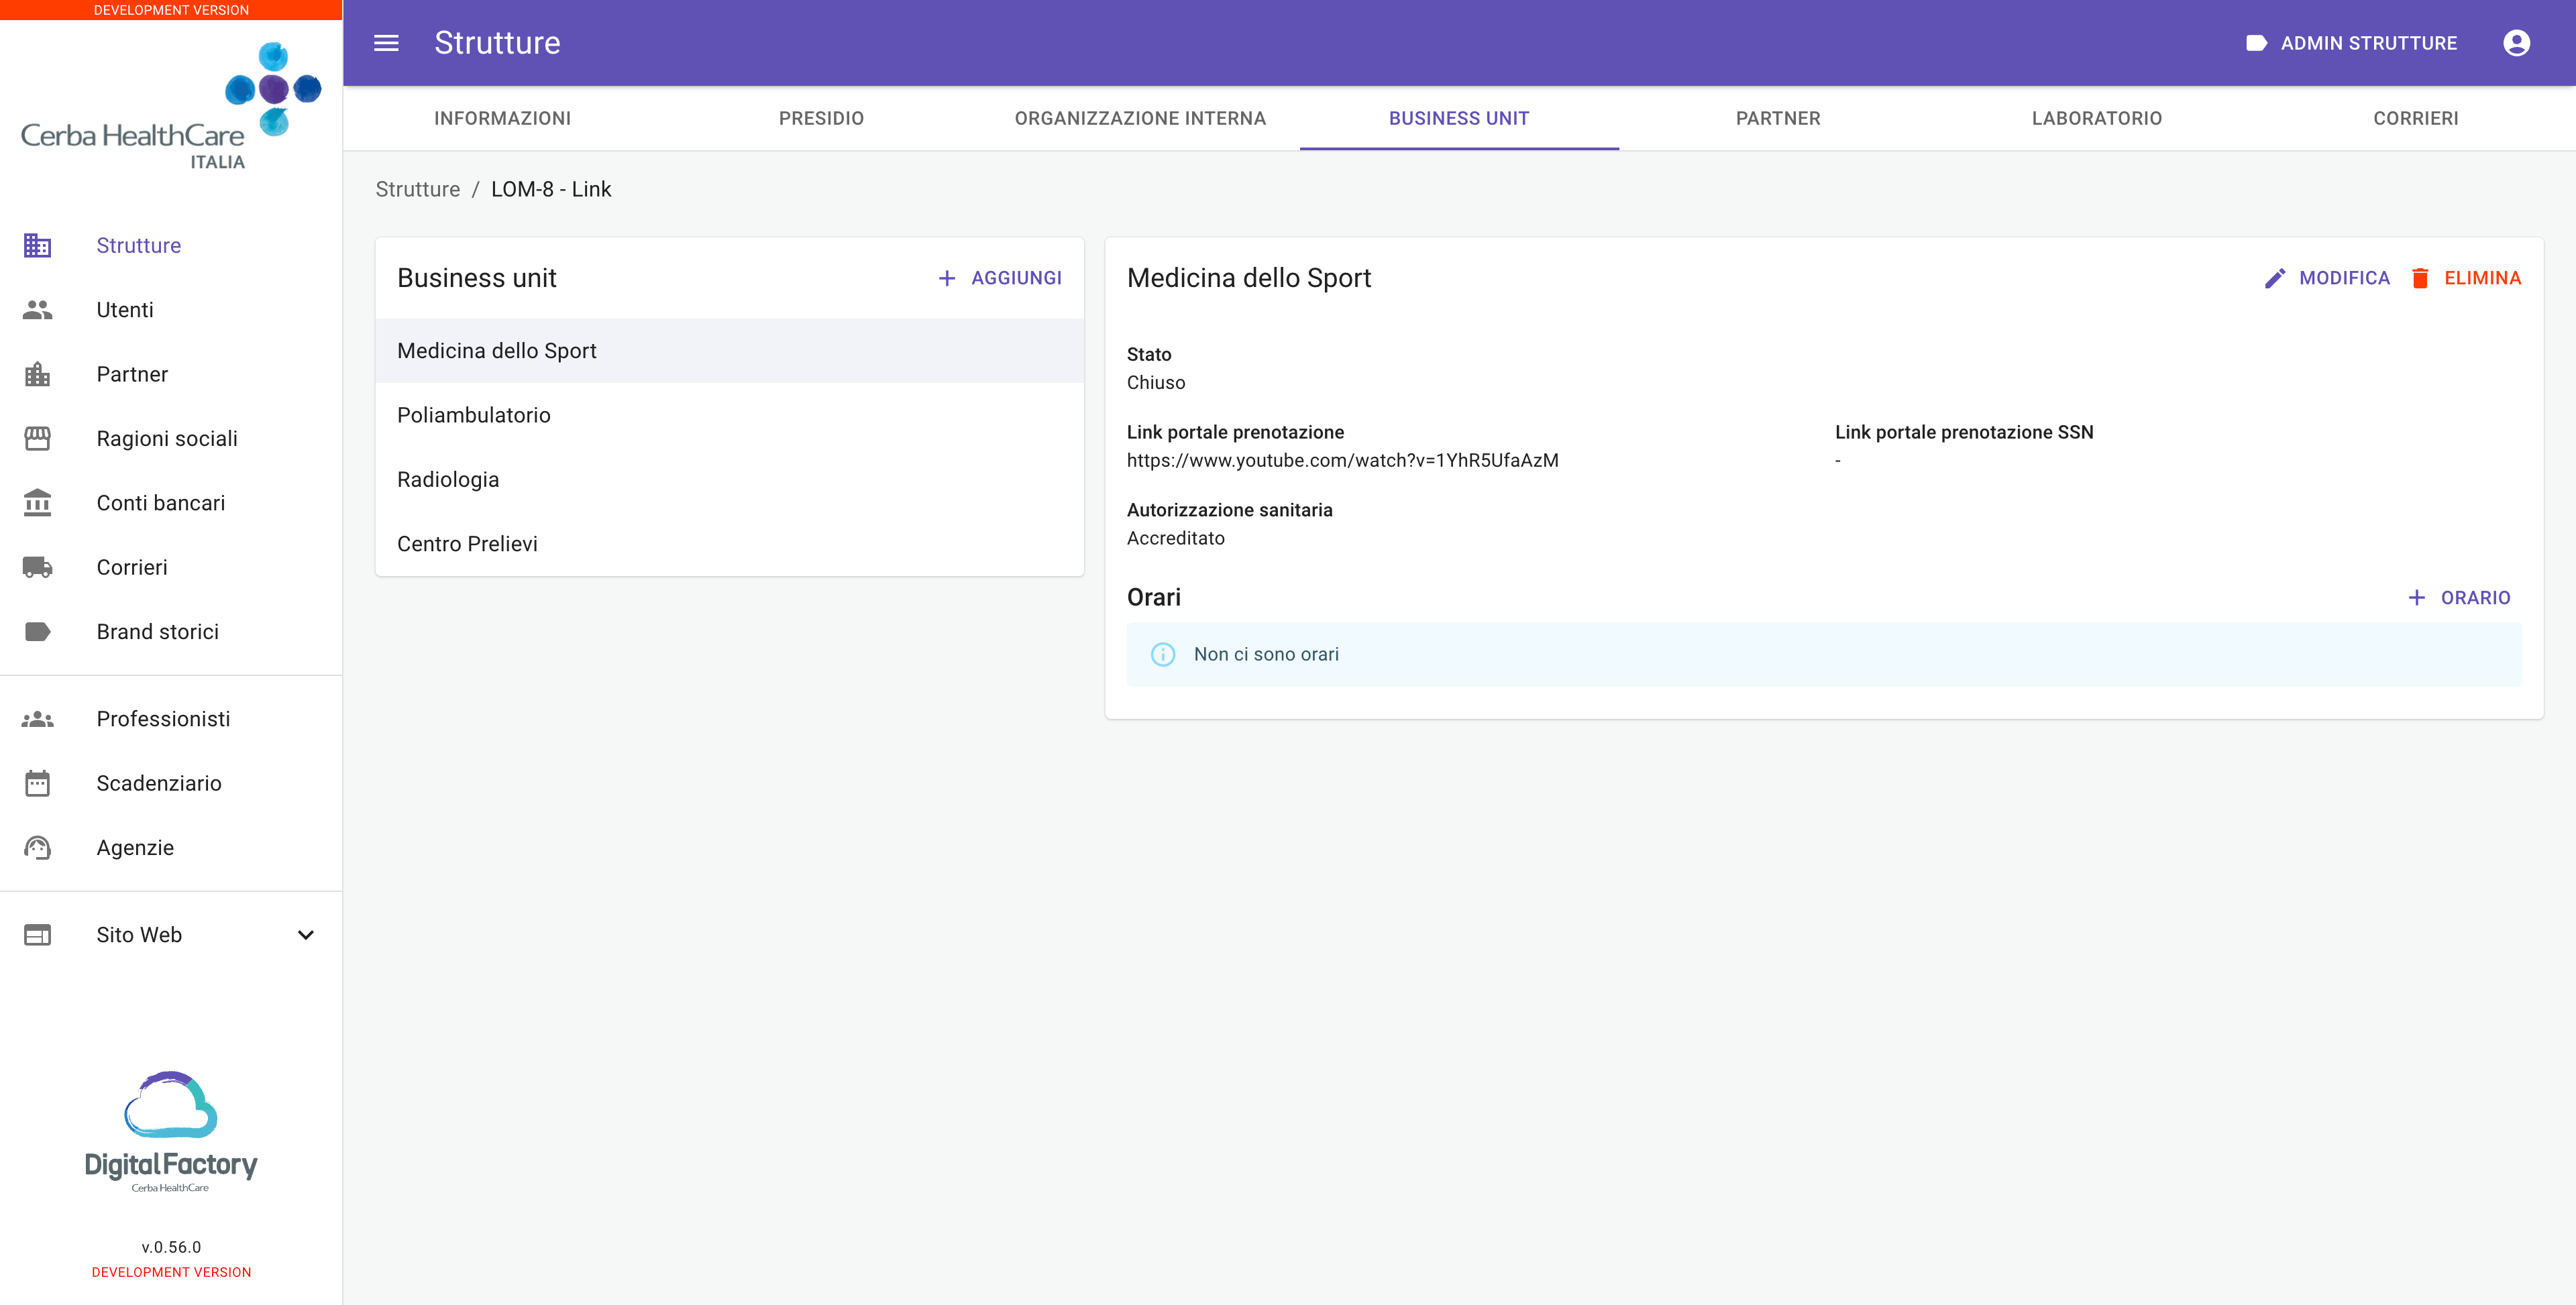 DEVELOPMENT VERSION
Cerba HealthCare
ITALIA
Strutture
Utenti
Partner
Ragioni sociali
Conti bancari
Corrieri
Brand storici
Professionisti
Scadenziario
Agenzie
Sito Web
DigitalFactory
Cerba HealthCare
v.0.56.0
DEVELOPMENT VERSION
Strutture
ADMIN STRUTTURE
INFORMAZIONI PRESIDIO ORGANIZZAZIONE INTERNA BUSINESS UNIT PARTNER LABORATORIO CORRIERI
Strutture / LOM-8 - Link
Business unit + AGGIUNGI
Medicina dello Sport
Poliambulatorio
Radiologia
Centro Prelievi
Medicina dello Sport MODIFICA ELIMINA
Stato
Chiuso
Link portale prenotazione Link portale prenotazione SSN
https://www.youtube.com/watch?v=1YhR5UfaAzM -
Autorizzazione sanitaria
Accreditato
Orari + ORARIO
Non ci sono orari